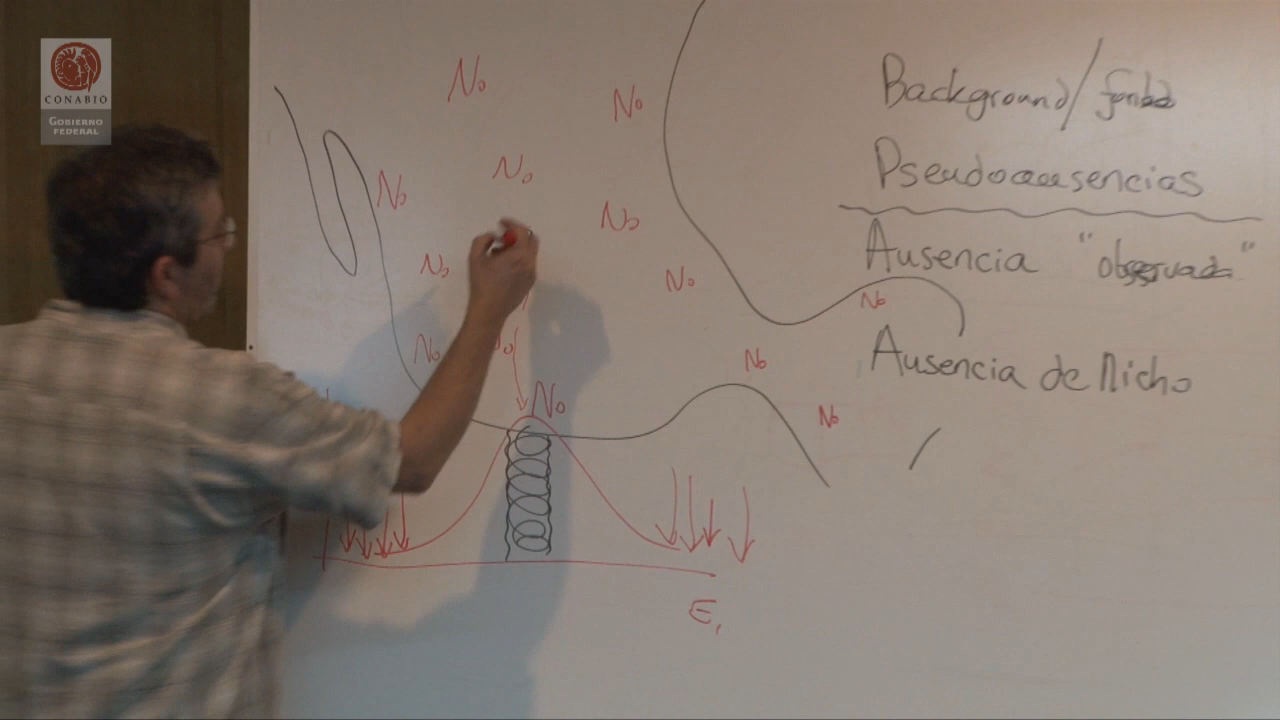 CONABIO
GOBIERNO
FEDERAL
No
No
No
No
No
No
No
No
No
No
No
No
No
E,
Background/fondo
Pseudoausencias
Ausencia "observada"
Ausencia de Nicho